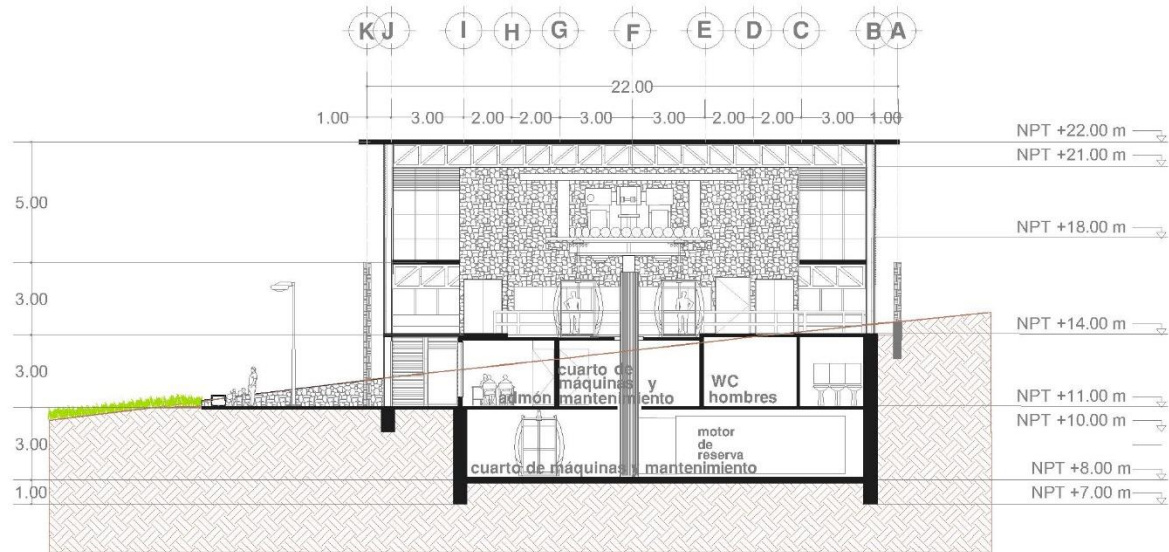 K J I H G F E D C B A
22.00
1.00 3.00 2.00 2.00 3.00 3.00 2.00 2.00 3.00 1.00
NPT +22.00 m
NPT +21.00 m
5.00
NPT +18.00 m
3.00
NPT +14.00 m
3.00
cuarto de
máquinas y
admon mantenimiento
WC
hombres
NPT +11.00 m
NPT +10.00 m
3.00
motor
de
reserva
cuarto de máquinas y mantenimiento
NPT +8.00 m
1.00
NPT +7.00 m